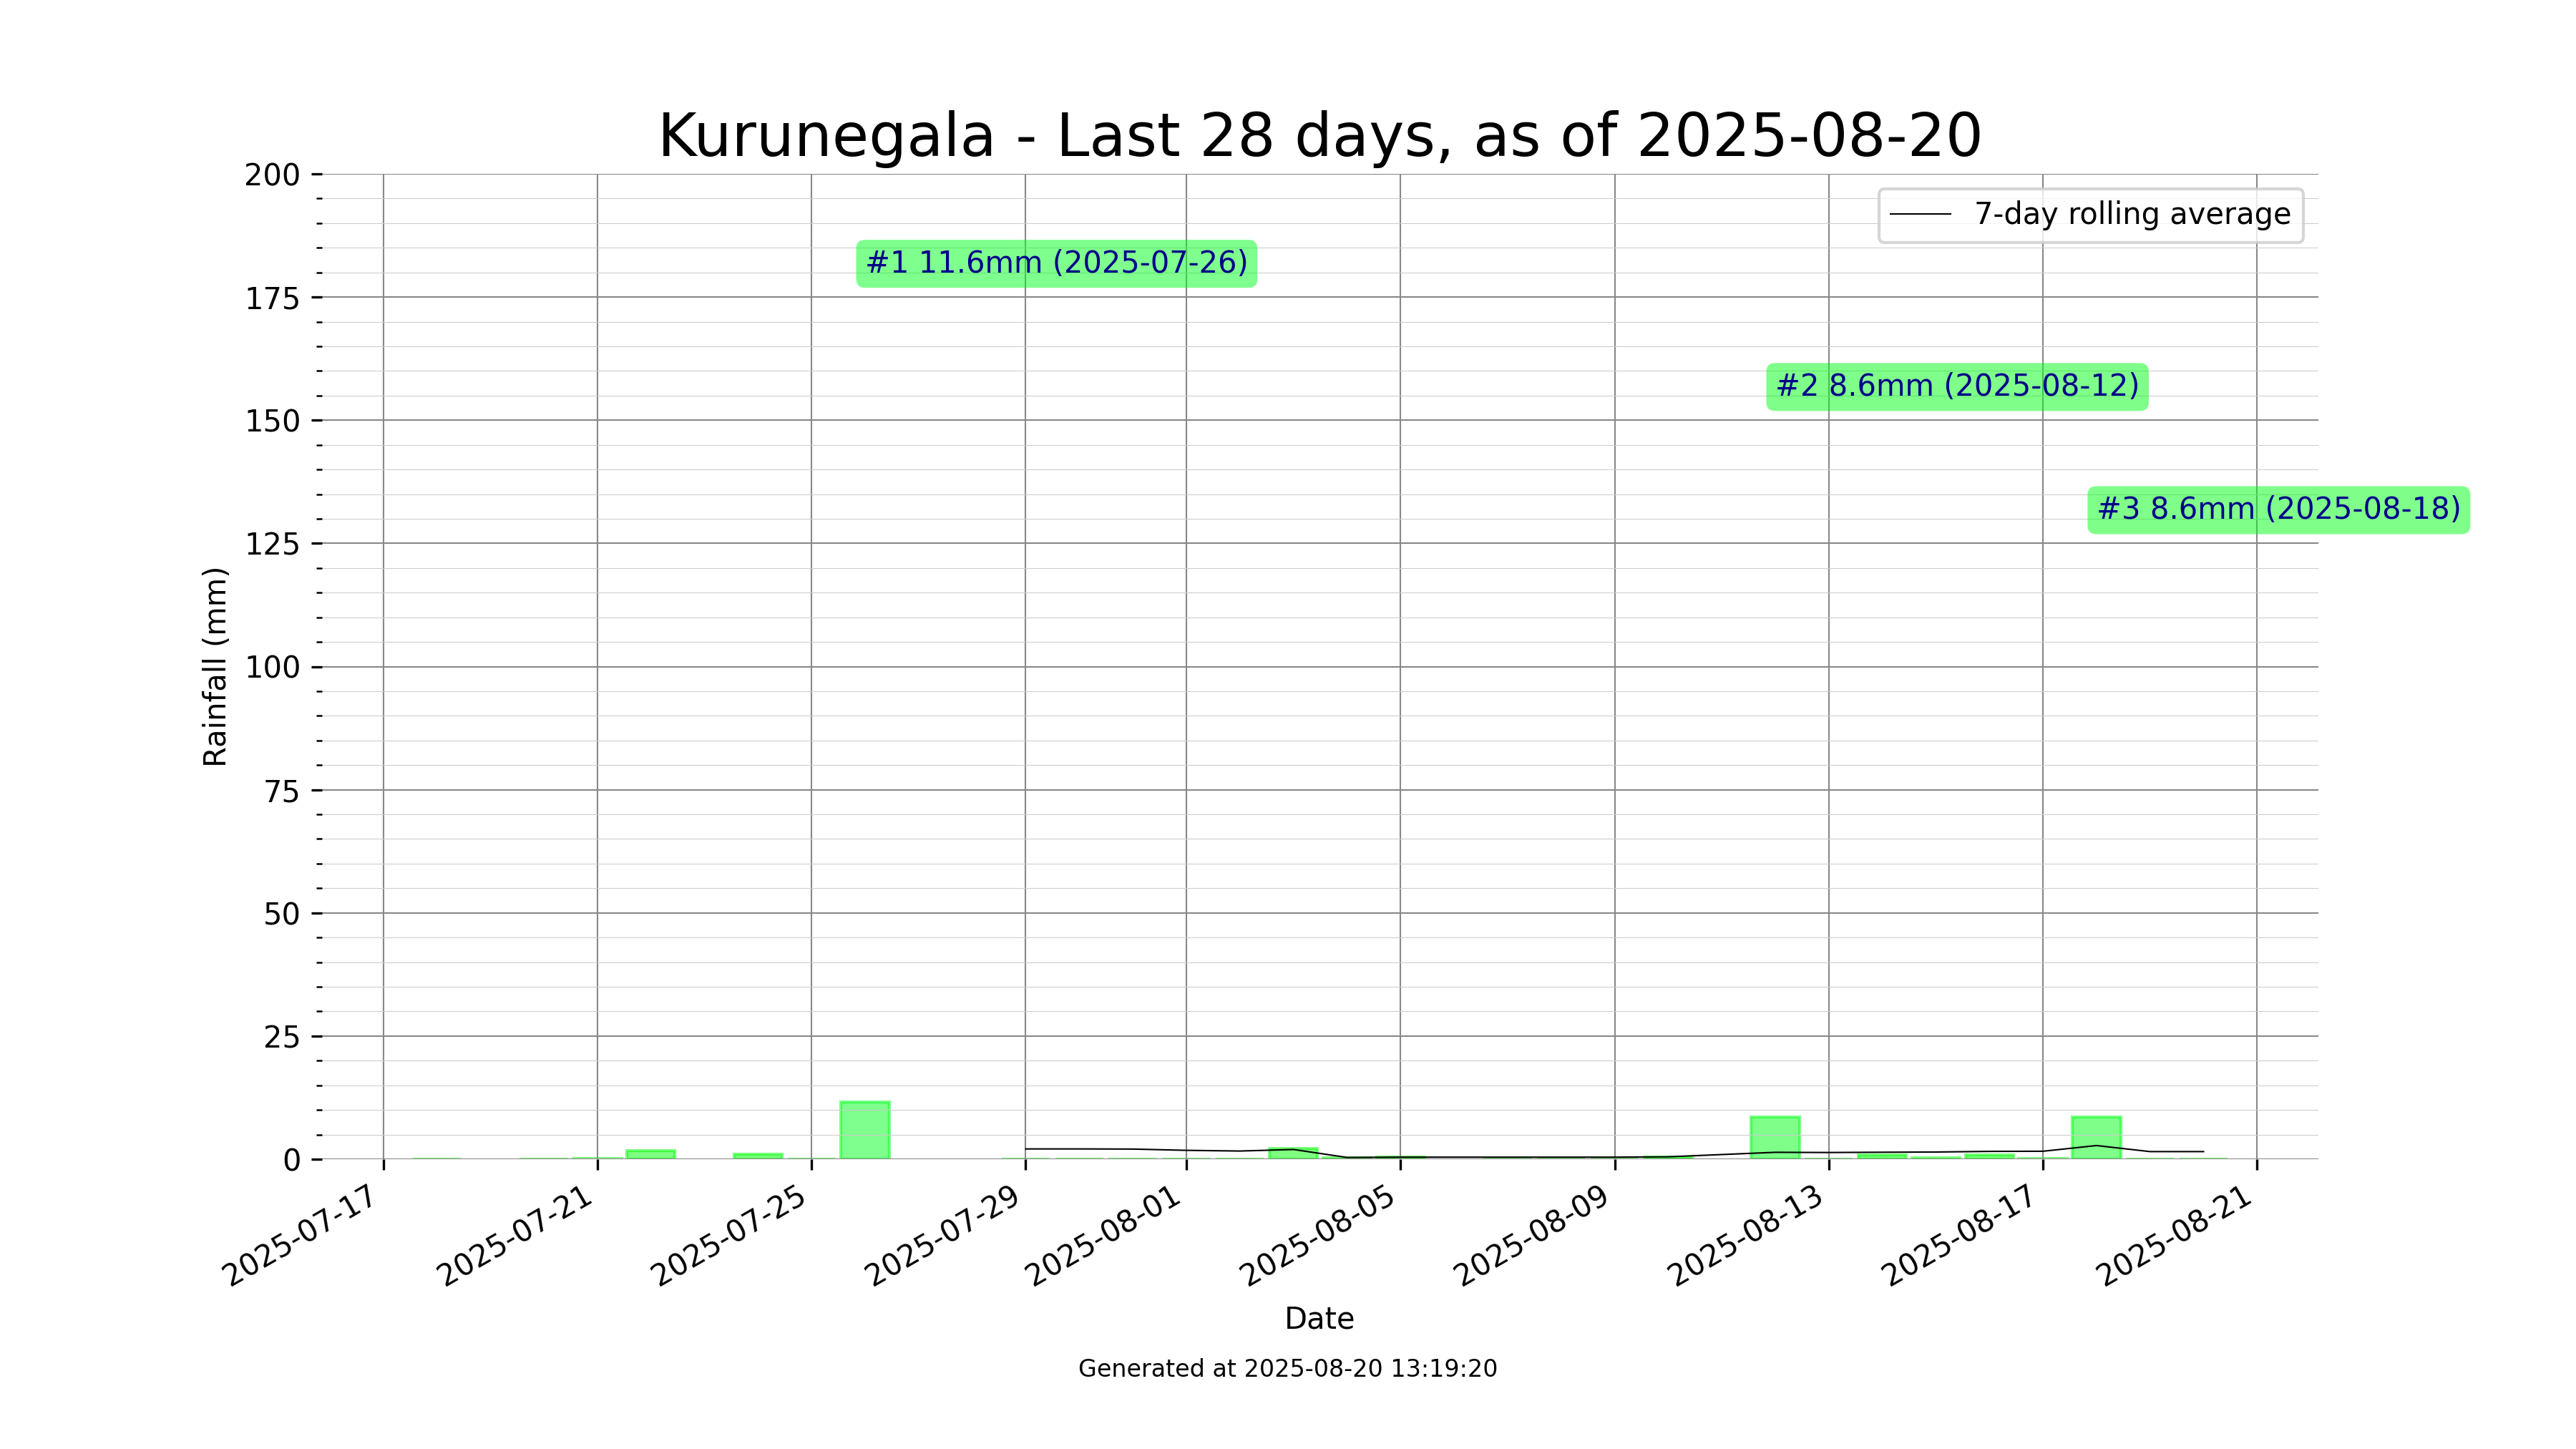 Kurunegala - Last 28 days, as of 2025-08-20
200
175
150
125
100
75
50
25
0
Rainfall (mm)
7-day rolling average
#1 11.6mm (2025-07-26)
#2 8.6mm (2025-08-12)
#3 8.6mm (2025-08-18)
2025-07-17
2025-07-21
2025-07-25
2025-07-29
2025-08-01
2025-08-05
2025-08-09
2025-08-13
2025-08-17
2025-08-21
Date
Generated at 2025-08-20 13:19:20